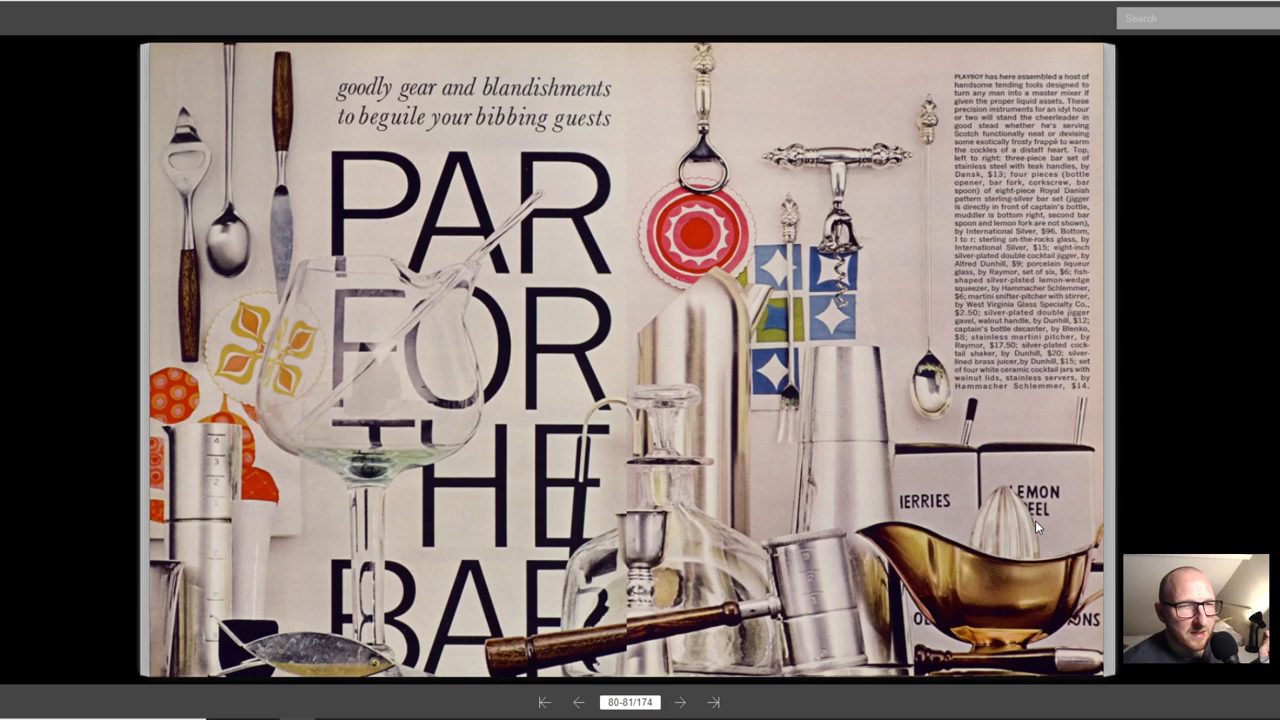 Search
goodly gear and blandishments
to beguile your bibbing guests
PAR
FOR
THE
BAR
PLAYBOY has here assembled a host of
handsome tending tools designed to
turn any man into a master mixer if
given the proper liquid assets. These
precision instruments for an idyl hour
or two will stand the cheerleader in
good stead whether he's serving
Scotch functionally neat or devising
some exotically frosty frappé to warm
the cockles of a distaff heart. Top,
left to right: three-piece bar set of
stainless steel with teak handles, by
Dansk, $13; four pieces (bottle
opener, bar fork, corkscrew, bar
spoon) of eight-piece Royal Danish
pattern sterling-silver bar set (jigger
is directly in front of captain's bottle,
muddler is bottom right, second bar
spoon and lemon fork are not shown),
by International Silver, $96. Bottom,
l to r: sterling on-the-rocks glass, by
International Silver, $15; eight-inch
silver-plated double cocktail jigger, by
Alfred Dunhill, $9; porcelain liqueur
glass, by Raymor, set of six, $6; fish-
shaped silver-plated lemon-wedge
squeezer, by Hammacher Schlemmer,
$6; martini snifter-pitcher with stirrer,
by West Virginia Glass Specialty Co.,
$2.50; silver-plated double jigger
gavel, walnut handle, by Dunhill, $12;
captain's bottle decanter, by Blenko,
$8; stainless martini pitcher, by
Raymor, $17.50; silver-plated cock-
tail shaker, by Dunhill, $20; silver-
lined brass juicer, by Dunhill, $15; set
of four white ceramic cocktail jars with
walnut lids, stainless servers, by
Hammacher Schlemmer, $14.
4
3
2
1
IERRIES
LEMON
EEL
OL
ONS
80-81/174